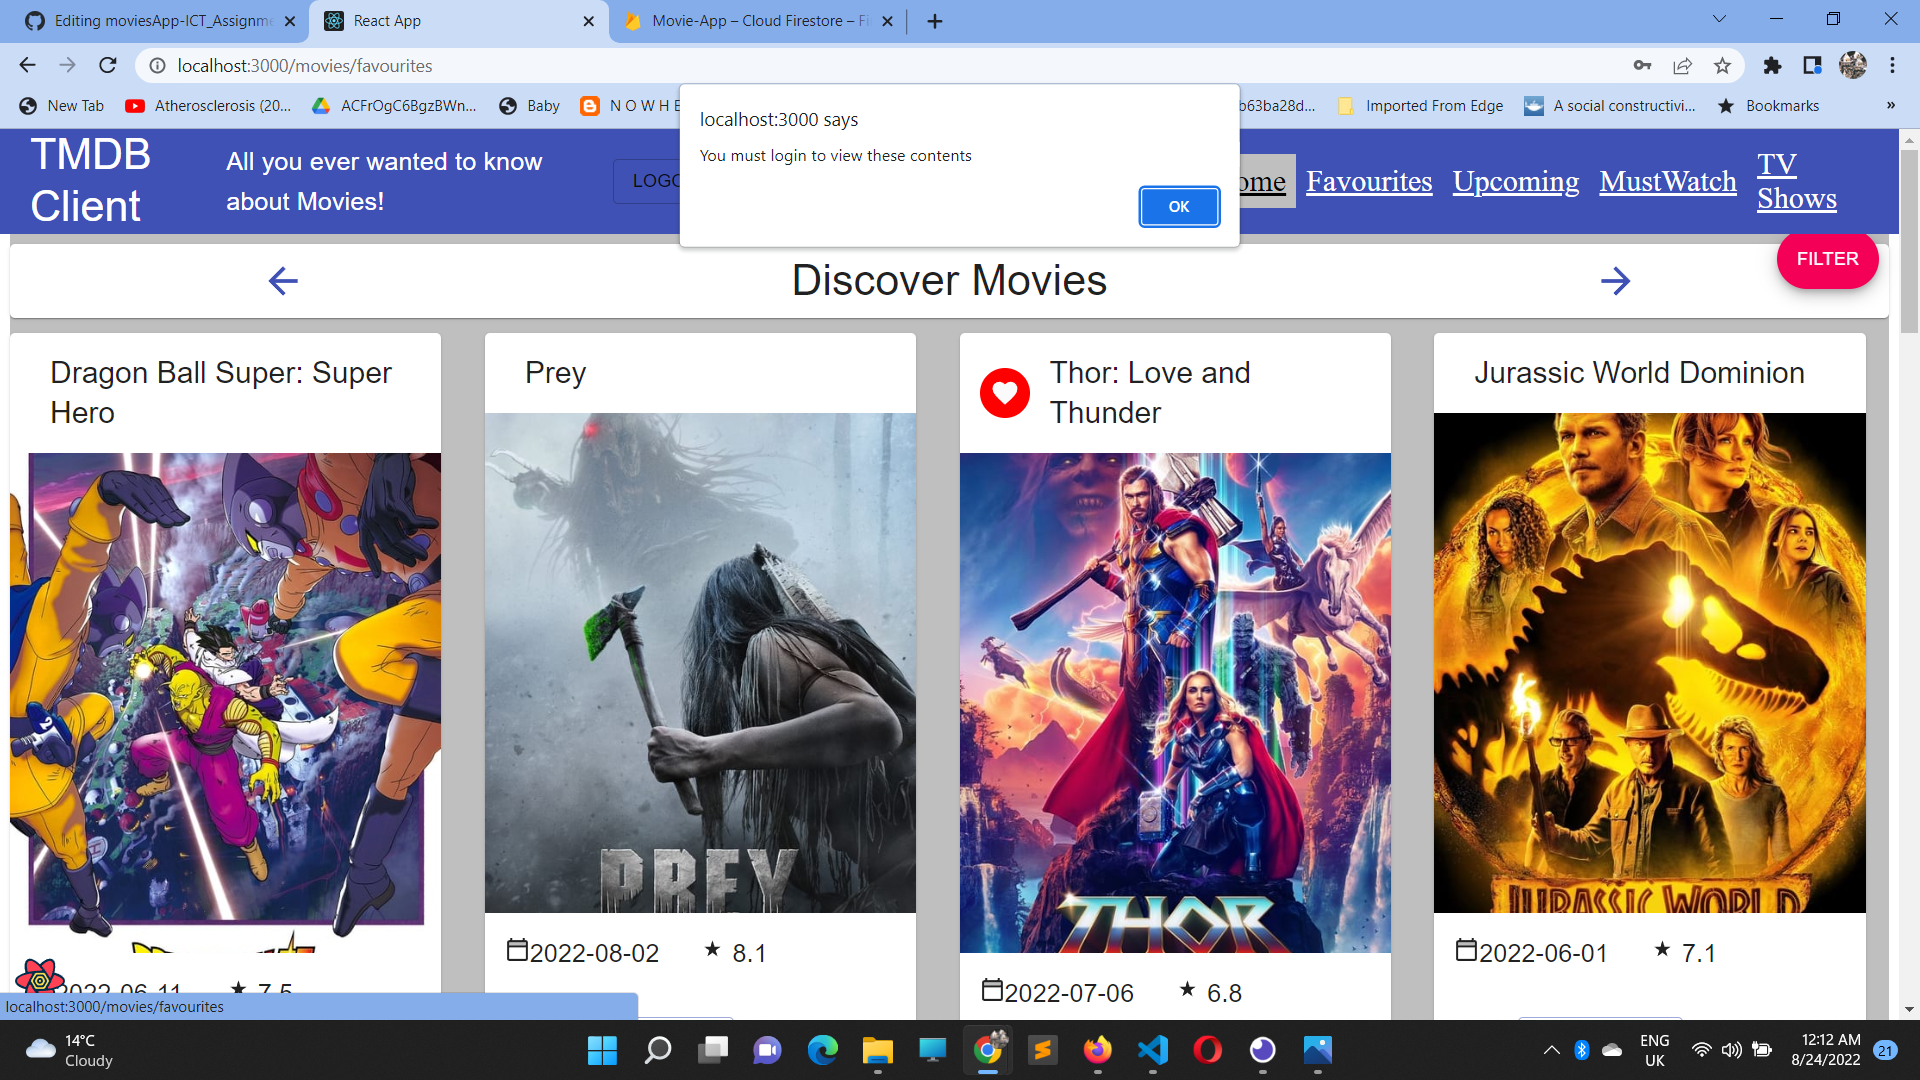 Editing moviesApp-ICT_Assignme
React App
Movie-App – Cloud Firestore – Fi
localhost:3000/movies/favourites
New Tab
Atherosclerosis (20...
ACFrOgC6BgzBWn...
Baby
N O W H E
b63ba28d...
Imported From Edge
A social constructivi...
Bookmarks
»
localhost:3000 says
You must login to view these contents
OK
TMDB
Client
All you ever wanted to know
about Movies!
LOGO
ome
Favourites
Upcoming
MustWatch
TV
Shows
Discover Movies
FILTER
Dragon Ball Super: Super
Hero
Prey
Thor: Love and
Thunder
Jurassic World Dominion
PREY
THOR
JURASSIC WORLD
2022-06-11
7.5
2022-08-02
8.1
2022-07-06
6.8
2022-06-01
7.1
localhost:3000/movies/favourites
14°C
Cloudy
ENG
UK
12:12 AM
8/24/2022
21